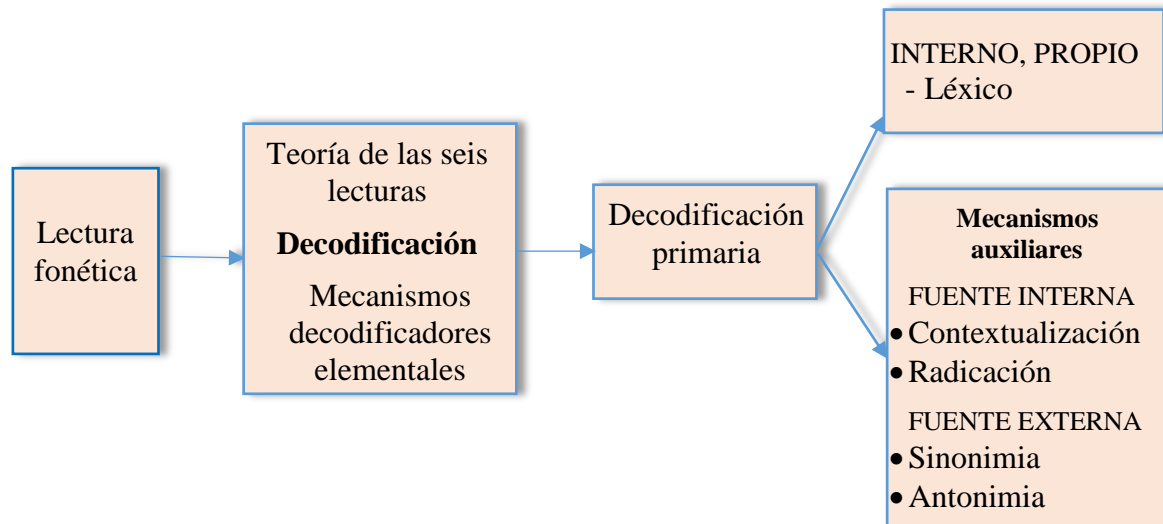 Lectura
fonética
Teoría de las seis
lecturas
Decodificación
Mecanismos
decodificadores
elementales
Decodificación
primaria
INTERNO, PROPIO
- Léxico
Mecanismos
auxiliares
FUENTE INTERNA
• Contextualización
• Radicación
FUENTE EXTERNA
• Sinonimia
• Antonimia